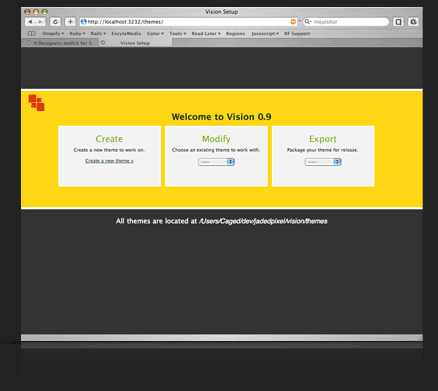 Vision Setup
http://localhost:3232/themes/
Inquisitor
Shopify Ruby Rails EncyteMedia Color Tools Read Later Regions Javascript RF Support
A Designers toolkit for S... Vision Setup
Welcome to Vision 0.9
Create Modify Export
Create a new theme to work on. Choose an existing theme to work with. Package your theme for release.
Create a new theme » ---- ----
All themes are located at /Users/Caged/dev/jadedpixel/vision/themes